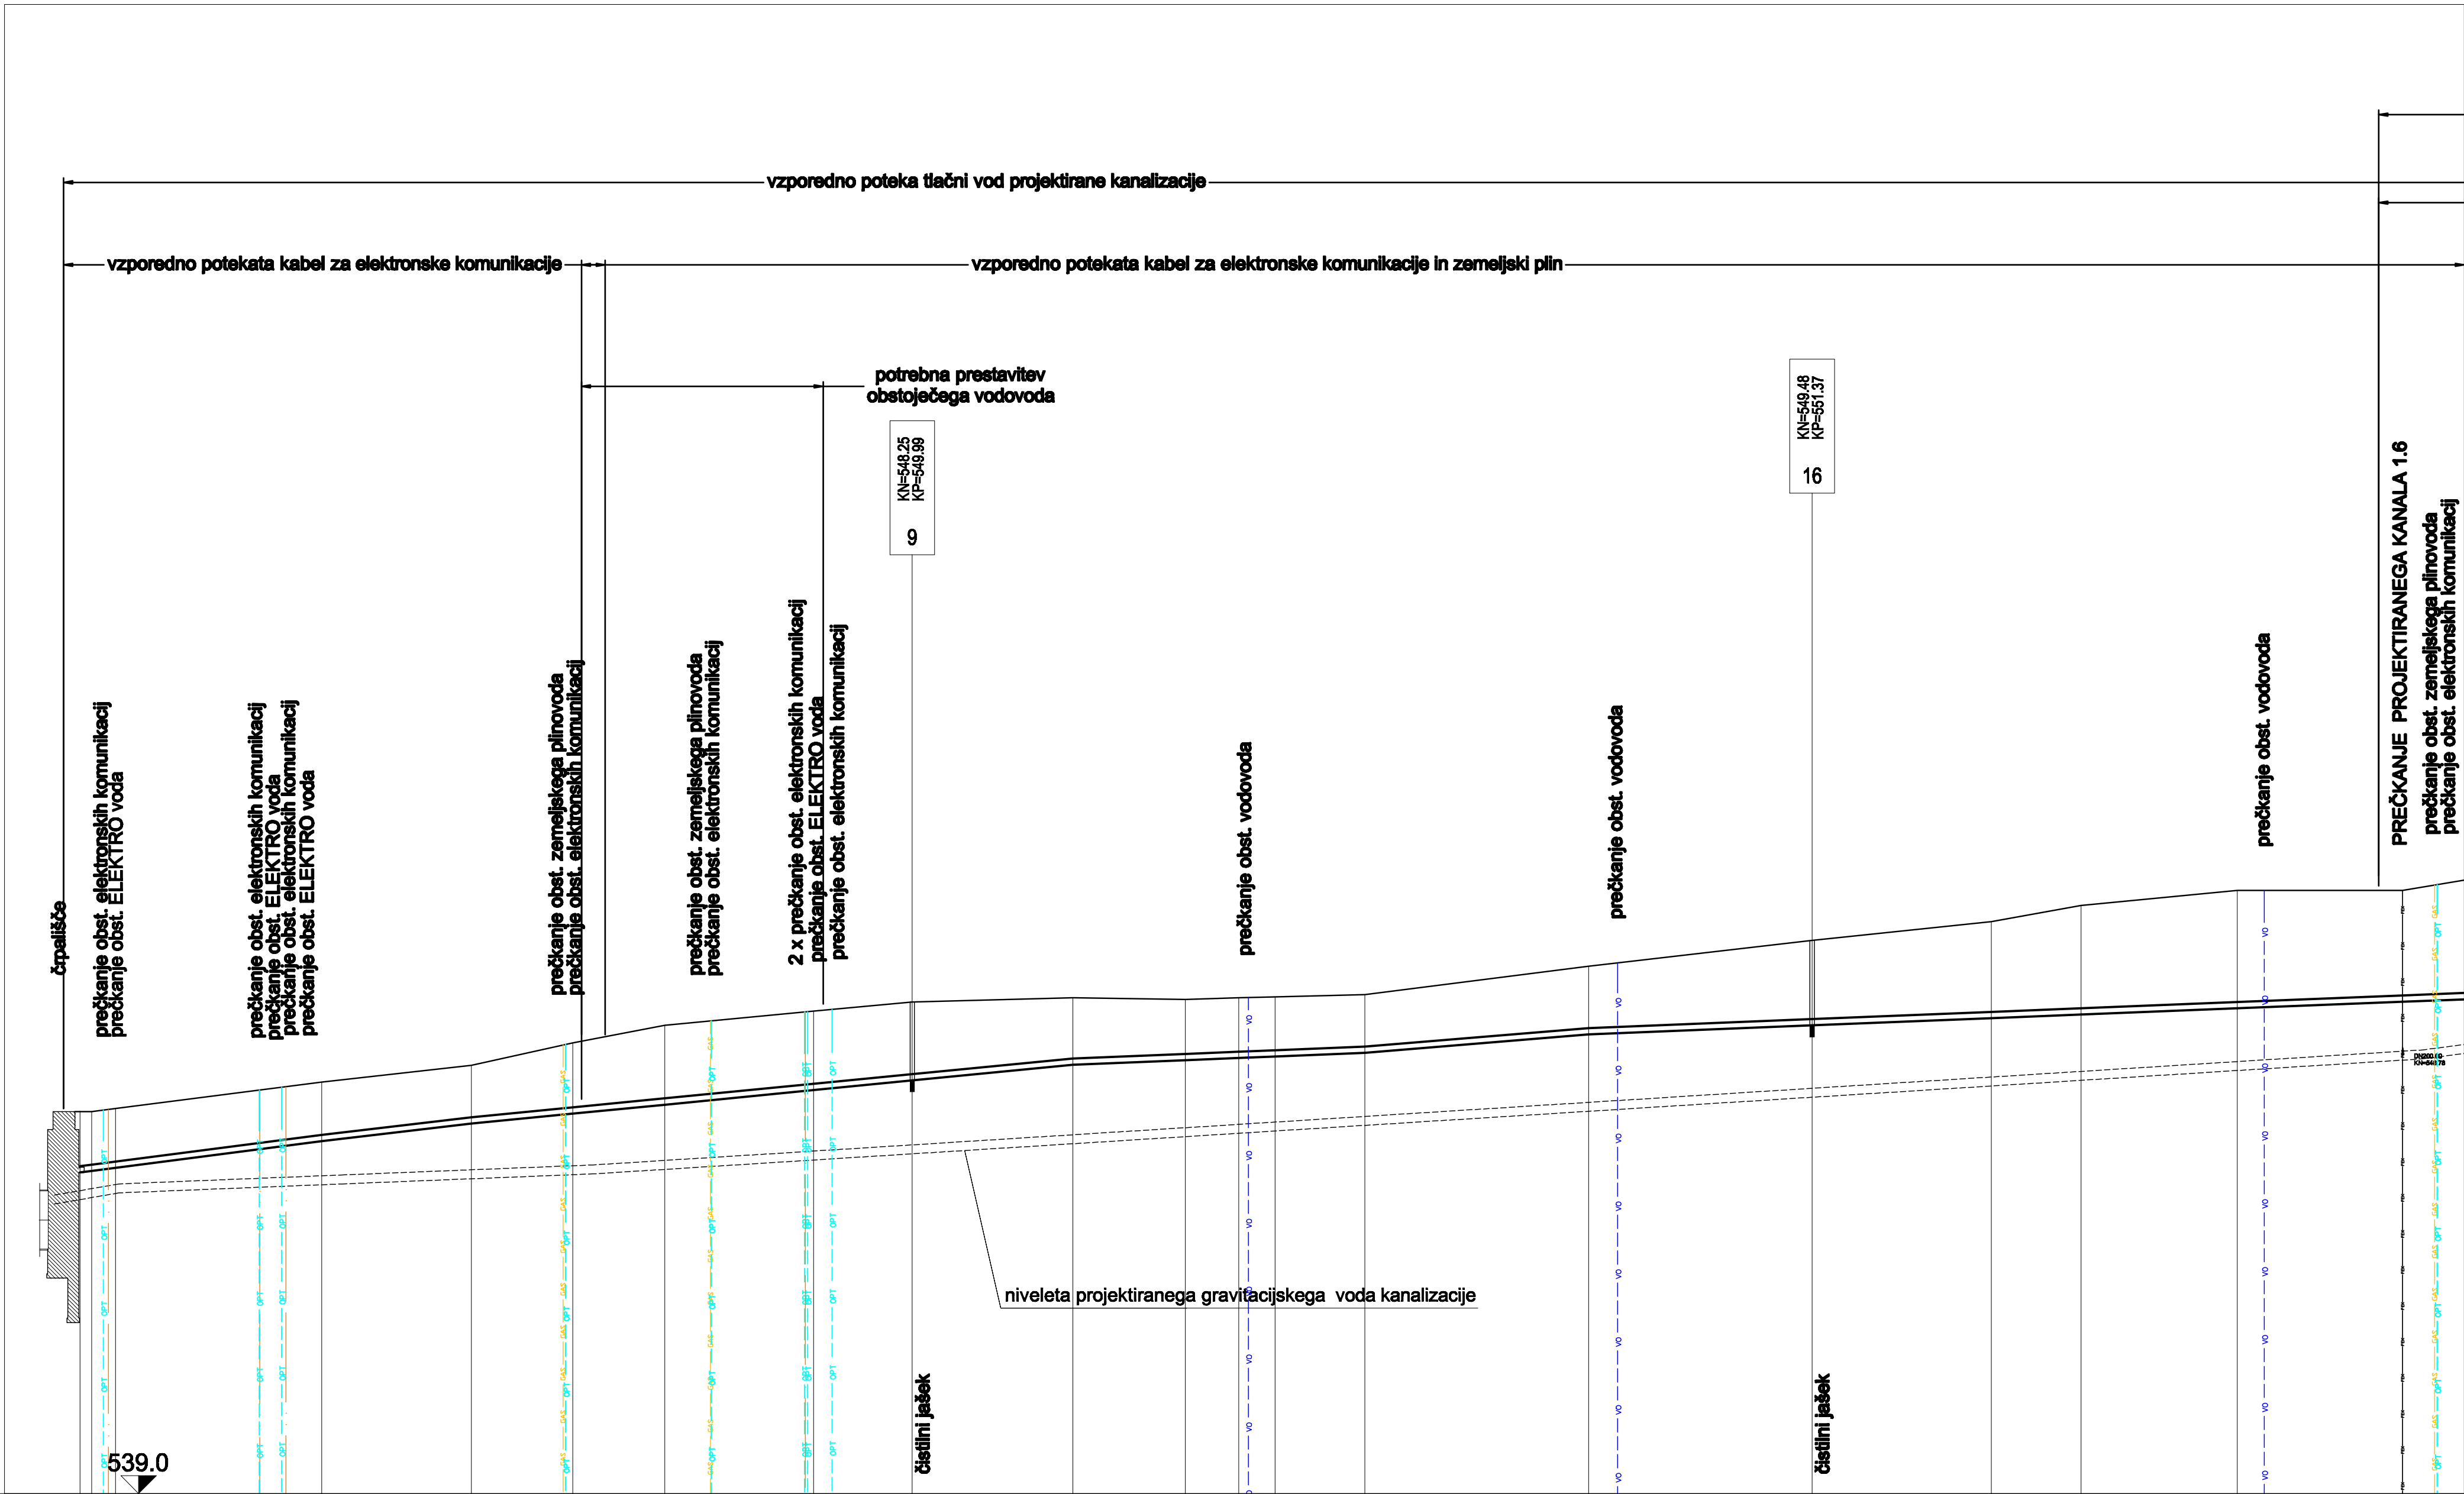 vzporedno poteka tlačni vod projektirane kanalizacije
vzporedno potekata kabel za elektronske komunikacije
vzporedno potekata kabel za elektronske komunikacije in zemeljski plin
potrebna prestavitev
obstoječega vodovoda
KN=548.25
KP=549.99
9
KN=549.48
KP=551.37
16
črpališče
prečkanje obst. elektronskih komunikacij
prečkanje obst. ELEKTRO voda
prečkanje obst. elektronskih komunikacij
prečkanje obst. ELEKTRO voda
prečkanje obst. elektronskih komunikacij
prečkanje obst. ELEKTRO voda
prečkanje obst. zemeljskega plinovoda
prečkanje obst. elektronskih komunikacij
prečkanje obst. zemeljskega plinovoda
prečkanje obst. elektronskih komunikacij
2 x prečkanje obst. elektronskih komunikacij
prečkanje obst. ELEKTRO voda
prečkanje obst. elektronskih komunikacij
prečkanje obst. vodovoda
prečkanje obst. vodovoda
prečkanje obst. vodovoda
PREČKANJE PROJEKTIRANEGA KANALA 1.6
prečkanje obst. zemeljskega plinovoda
prečkanje obst. elektronskih komunikacij
niveleta projektiranega gravitacijskega voda kanalizacije
čistilni jašek
čistilni jašek
539.0